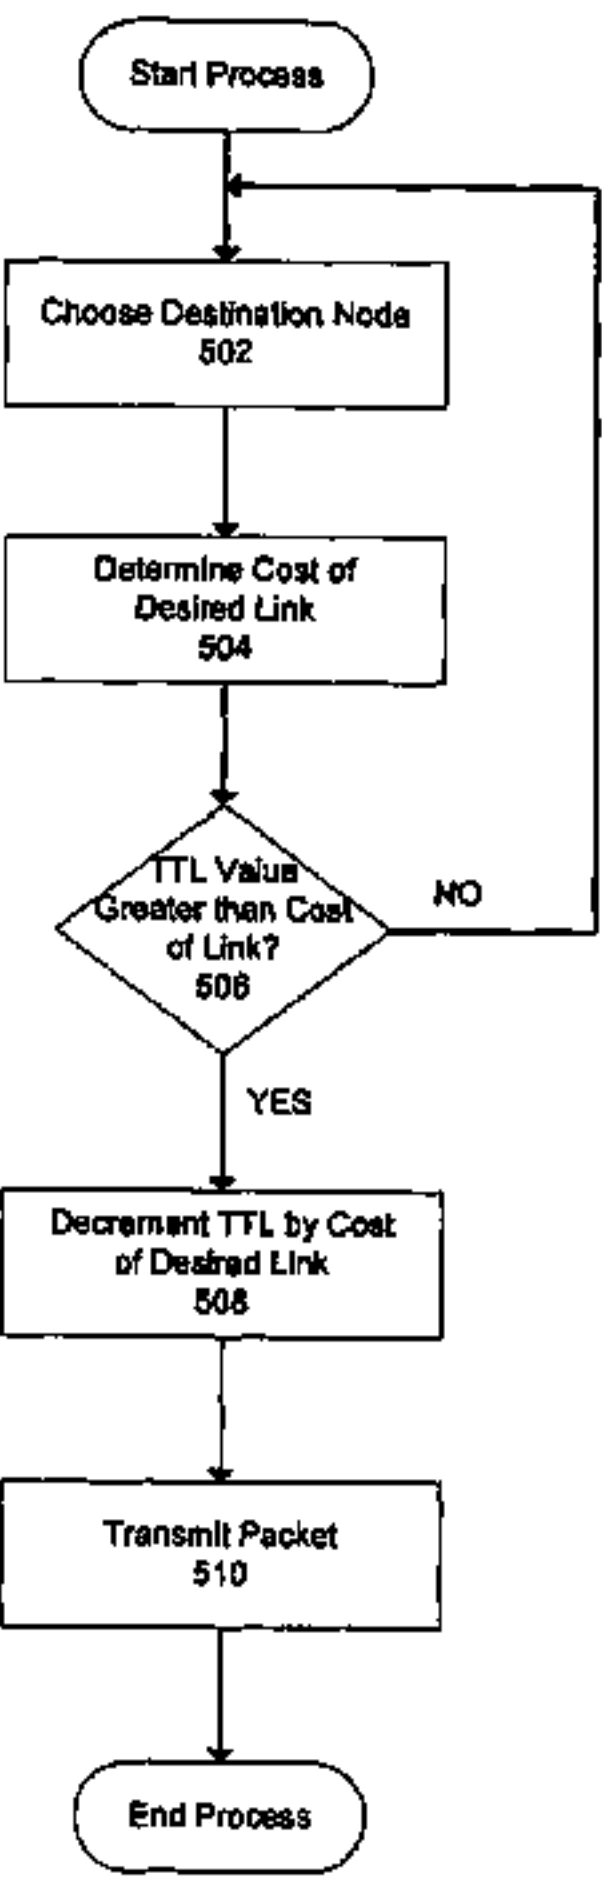 Start Process
Choose Destination Node
502
Determine Cost of
Desired Link
504
TTL Value
Greater than Cost
of Link?
506
NO
YES
Decrement TTL by Cost
of Desired Link
508
Transmit Packet
510
End Process